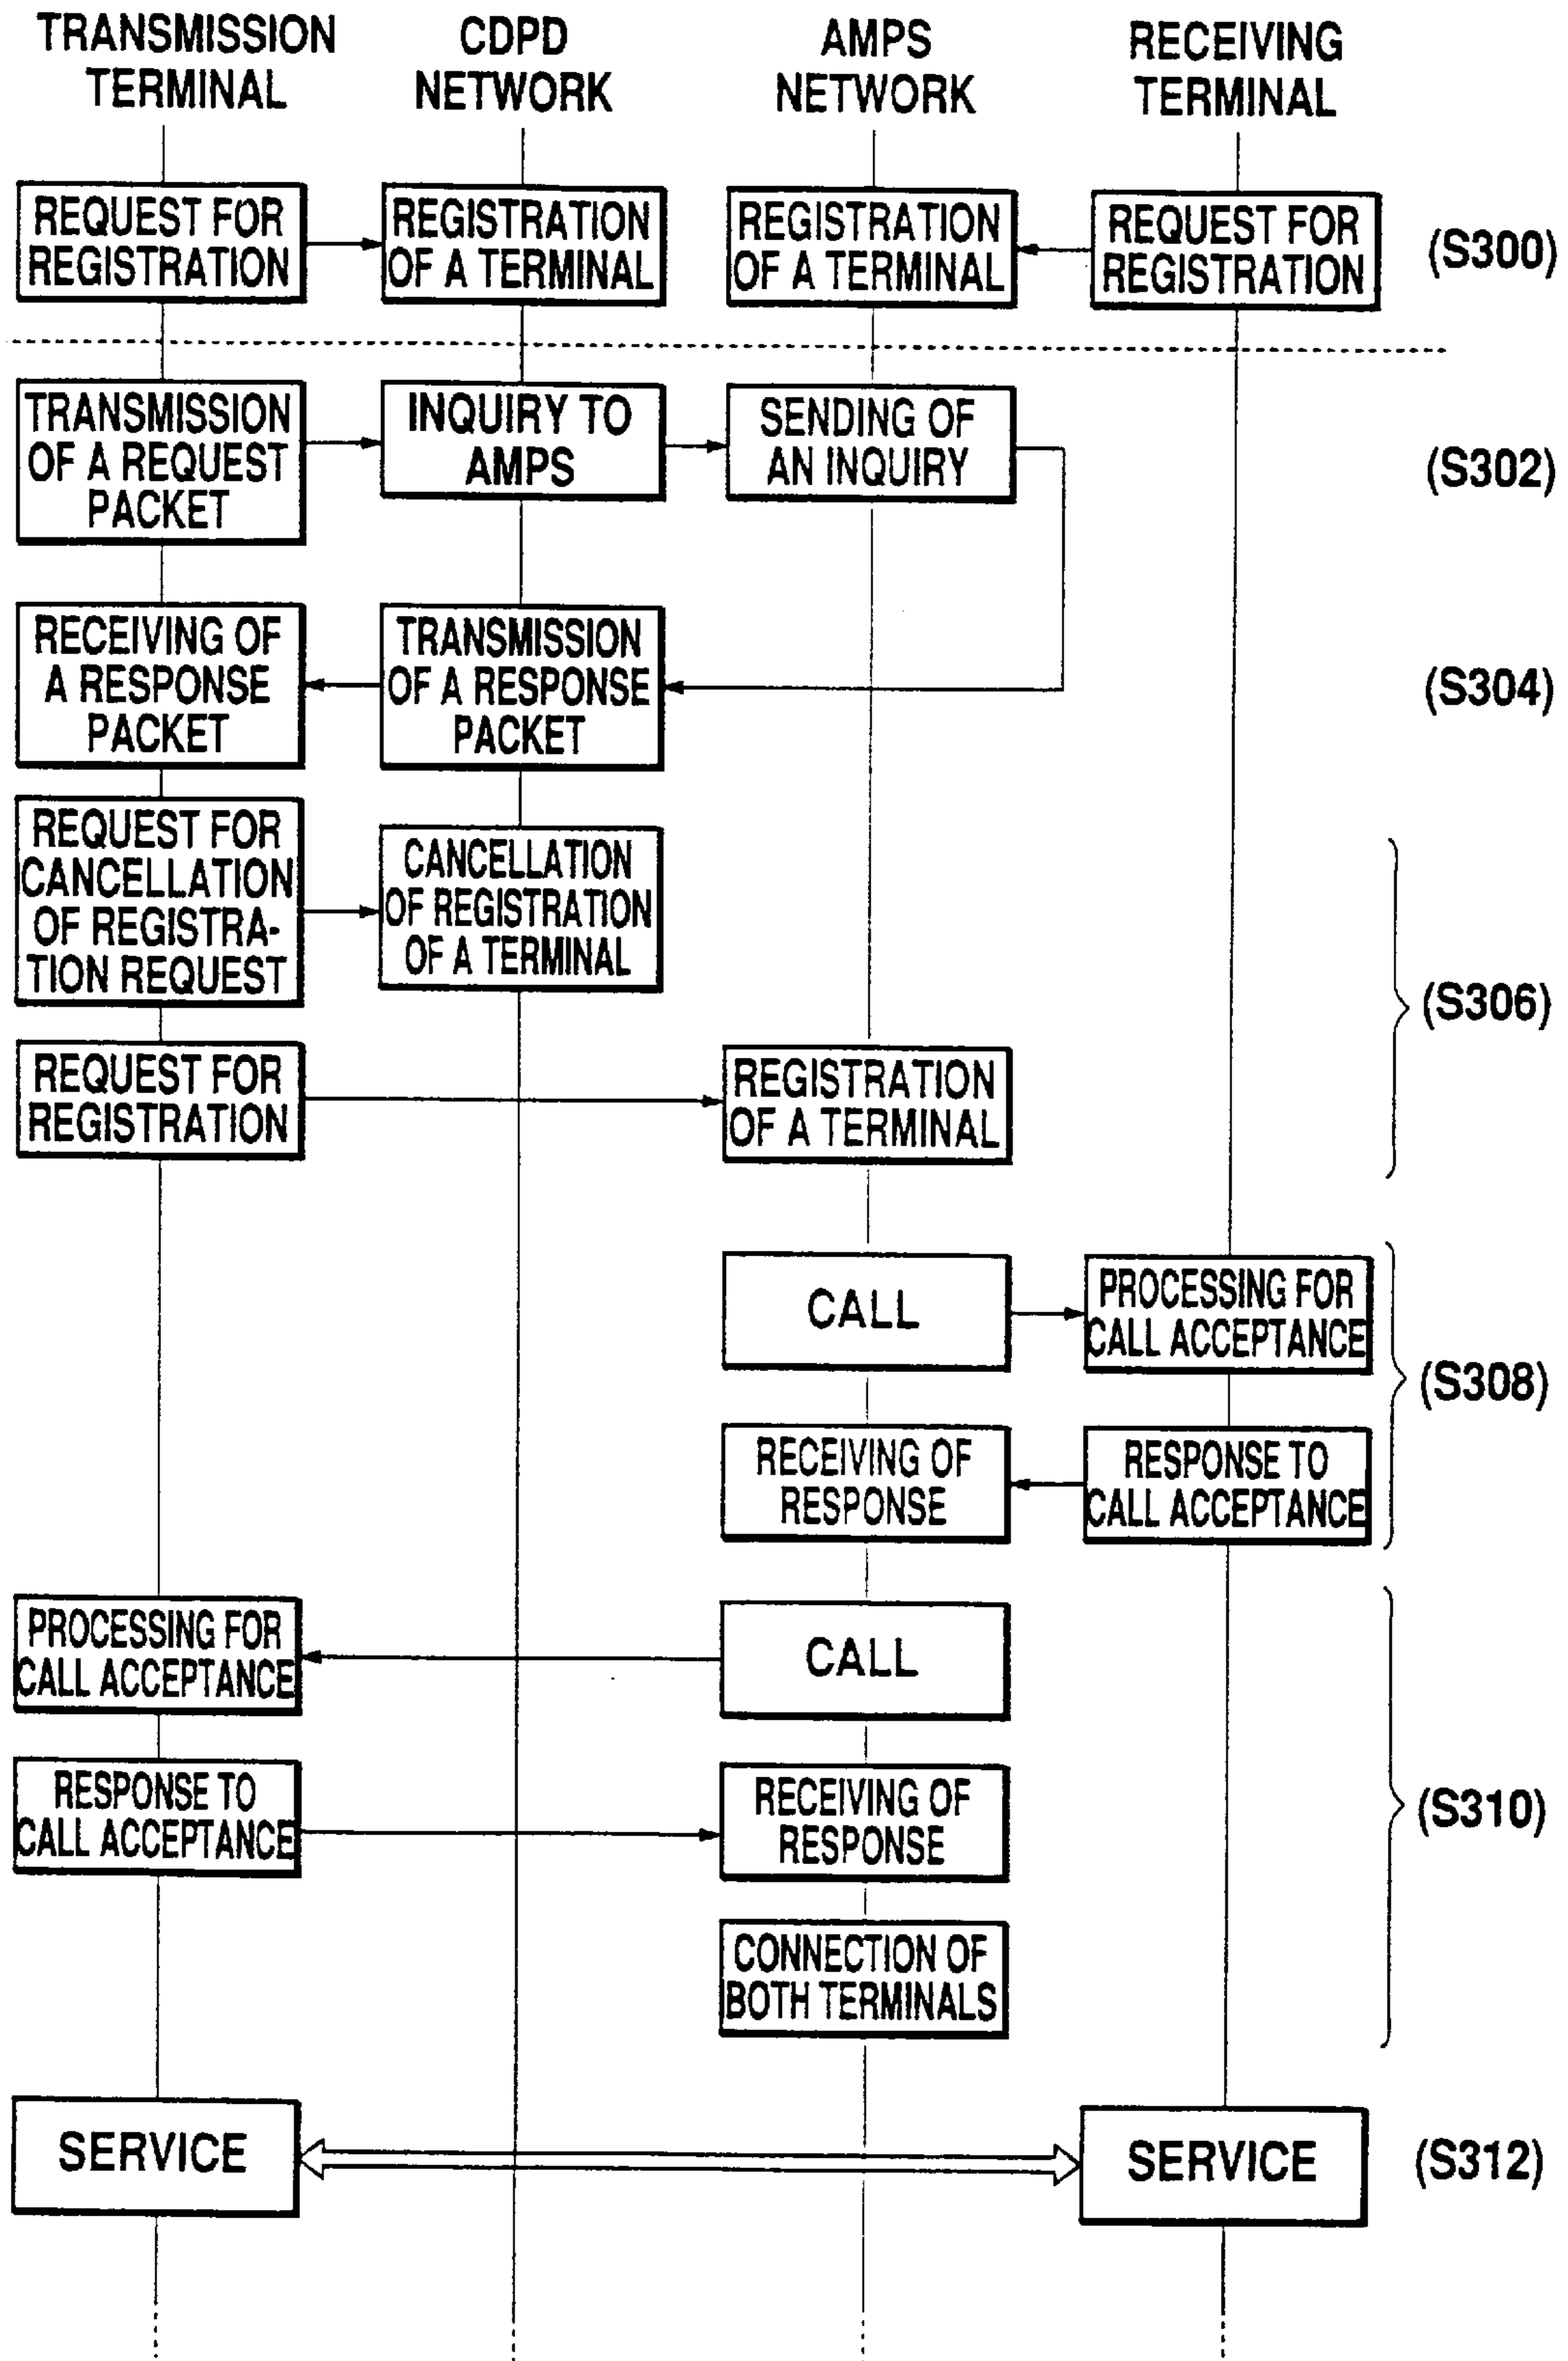 TRANSMISSION
TERMINAL
CDPD
NETWORK
AMPS
NETWORK
RECEIVING
TERMINAL
REQUEST FOR
REGISTRATION
REGISTRATION
OF A TERMINAL
REGISTRATION
OF A TERMINAL
REQUEST FOR
REGISTRATION
(S300)
TRANSMISSION
OF A REQUEST
PACKET
INQUIRY TO
AMPS
SENDING OF
AN INQUIRY
(S302)
RECEIVING OF
A RESPONSE
PACKET
TRANSMISSION
OF A RESPONSE
PACKET
(S304)
REQUEST FOR
CANCELLATION
OF REGISTRA-
TION REQUEST
CANCELLATION
OF REGISTRATION
OF A TERMINAL
(S306)
REQUEST FOR
REGISTRATION
REGISTRATION
OF A TERMINAL
CALL
PROCESSING FOR
CALL ACCEPTANCE
(S308)
RECEIVING OF
RESPONSE
RESPONSE TO
CALL ACCEPTANCE
PROCESSING FOR
CALL ACCEPTANCE
CALL
RESPONSE TO
CALL ACCEPTANCE
RECEIVING OF
RESPONSE
(S310)
CONNECTION OF
BOTH TERMINALS
SERVICE
SERVICE
(S312)